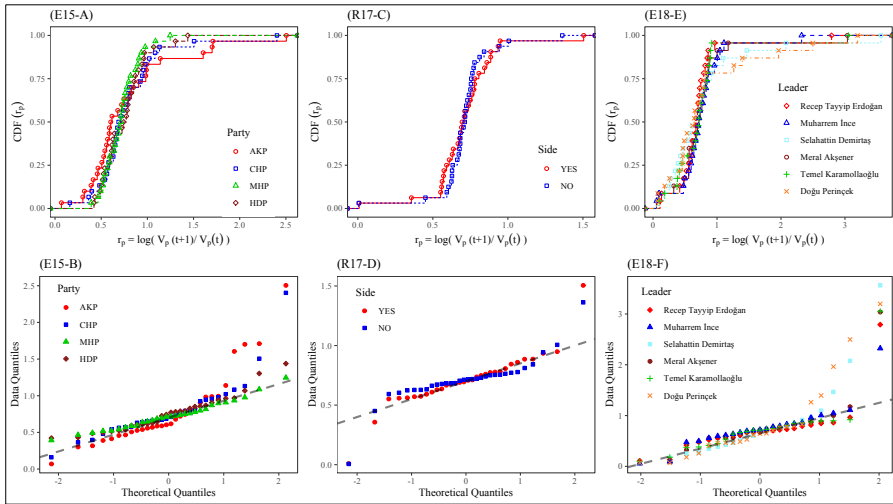 (E15-A)
(R17-C)
(E18-E)
CDF (r_p)
1.00
0.75
0.50
0.25
0.00
0.0 0.5 1.0 1.5 2.0 2.5
r_p = log( V_p (t+1)/ V_p(t) )
Party
AKP
CHP
MHP
HDP
CDF (r_p)
1.00
0.75
0.50
0.25
0.00
0.0 0.5 1.0 1.5
r_p = log( V_p (t+1)/ V_p(t) )
Side
YES
NO
CDF (r_p)
1.00
0.75
0.50
0.25
0.00
0 1 2 3
r_p = log( V_p (t+1)/ V_p(t) )
Leader
Recep Tayyip Erdoğan
Muharrem İnce
Selahattin Demirtaş
Meral Akşener
Temel Karamollaoğlu
Doğu Perinçek
(E15-B)
(R17-D)
(E18-F)
Data Quantiles
2.5
2.0
1.5
1.0
0.5
0.0
-2 -1 0 1 2
Theoretical Quantiles
Party
AKP
CHP
MHP
HDP
Data Quantiles
1.5
1.0
0.5
0.0
-2 -1 0 1 2
Theoretical Quantiles
Side
YES
NO
Data Quantiles
3
2
1
0
-2 -1 0 1 2
Theoretical Quantiles
Leader
Recep Tayyip Erdoğan
Muharrem İnce
Selahattin Demirtaş
Meral Akşener
Temel Karamollaoğlu
Doğu Perinçek